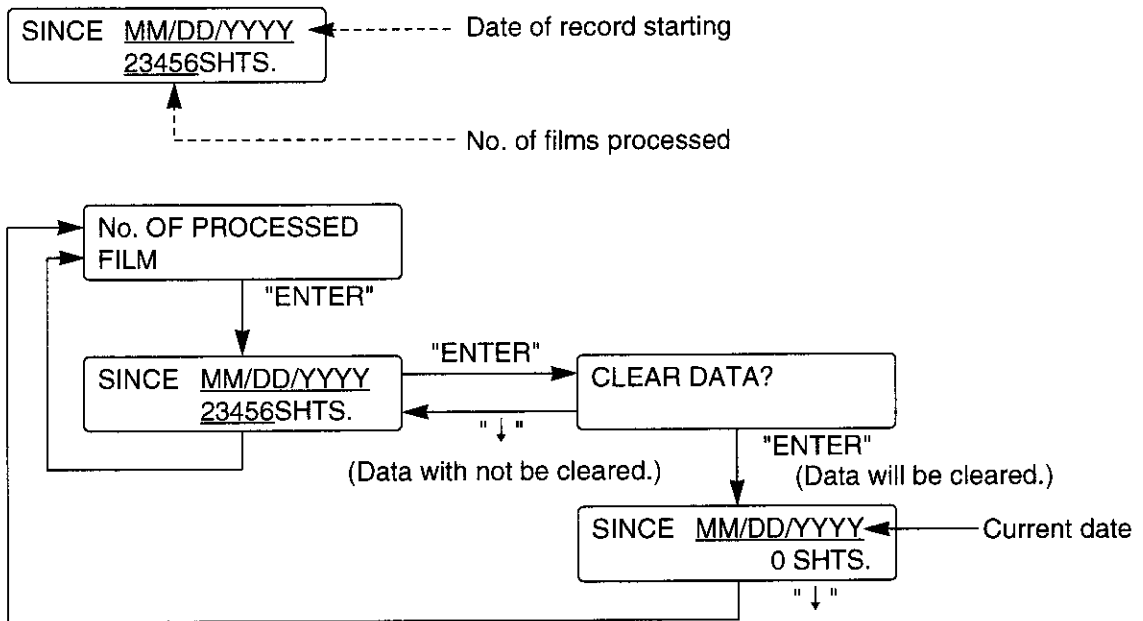 SINCE MM/DD/YYYY
23456SHTS.
Date of record starting
No. of films processed
No. OF PROCESSED
FILM
"ENTER"
SINCE MM/DD/YYYY
23456SHTS.
"ENTER"
"↓"
(Data with not be cleared.)
CLEAR DATA?
"ENTER"
(Data will be cleared.)
SINCE MM/DD/YYYY
0 SHTS.
Current date
"↓"